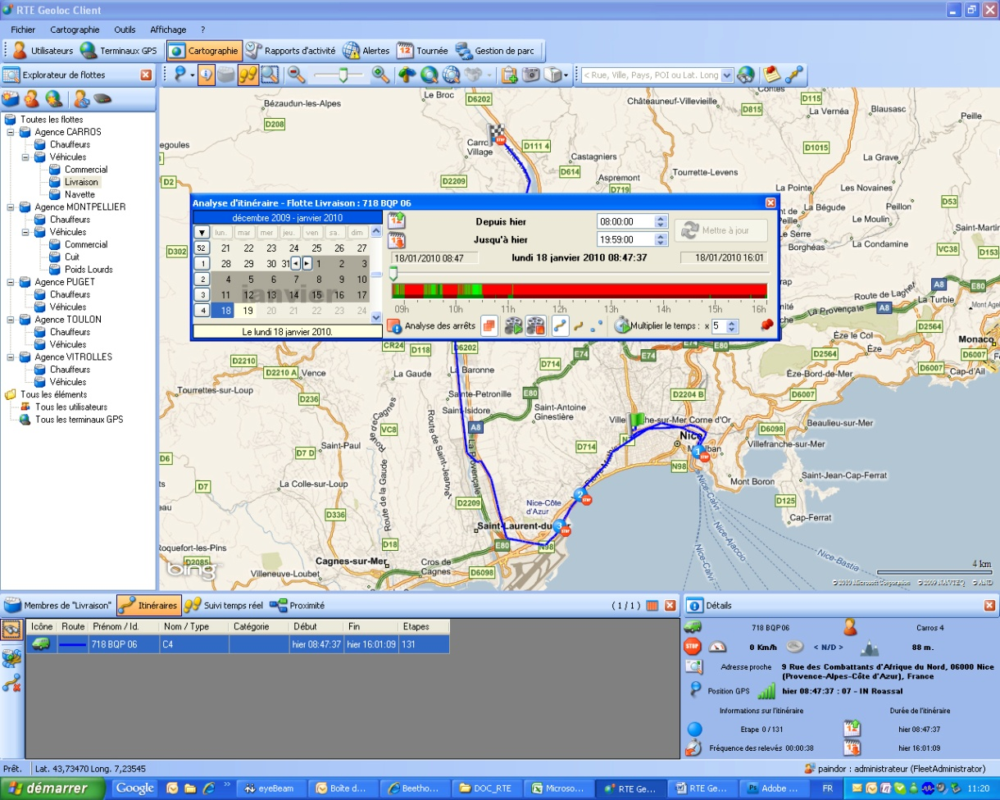 RTE Geoloc Client
Fichier Cartographie Outils Affichage ?
Utilisateurs Terminaux GPS Cartographie Rapports d'activité Alertes Tournée Gestion de parc
Explorateur de flottes
< Rue, Ville, Pays, POI ou Lat. Long
Toutes les flottes
Agence CARROS
Chauffeurs
Véhicules
Commercial
Livraison
Navette
Agence MONTPELLIER
Chauffeurs
Véhicules
Commercial
Cuit
Poids Lourds
Agence PUGET
Chauffeurs
Véhicules
Agence TOULON
Chauffeurs
Véhicules
Agence VITROLLES
Chauffeurs
Véhicules
Tous les éléments
Tous les utilisateurs
Tous les terminaux GPS
Le Broc
D6202
Contes
D115
Blausasc
Bézaudun-les-Alpes
Châteauneuf-Villevieille
D815
La Vernéa
Peille
D208
egoules
Carro
Village
D111 4
Castagniers
D1015
La Grave
D2
D2209
D614
Aspremont
Tourrette-Levens
D719
La Pointe
Les Novaines
Peillon
D53
de Peille
Le Moulin
Saint-Martin
La Borghéas
Le Serre
La Condamine
VC38
D153
D302
Analyse d'itinéraire - Flotte Livraison : 718 BQP 06
décembre 2009 - janvier 2010
lun. mar mer jeu. ven sa. dim
52 21 22 23 24 25 26 27
1 28 29 30 31 1 2 3
2 4 5 6 7 8 9 10
3 11 12 13 14 15 16 17
4 18 19 20 21 22 23 24
janvier
Le lundi 18 janvier 2010.
Depuis hier 08:00:00
Jusqu'à hier 19:59:00
Mettre à jour
18/01/2010 08:47 lundi 18 janvier 2010 08:47:37 18/01/2010 16:01
09h 10h 11h 12h 13h 14h 15h 16h
Analyse des arrêts Multiplier le temps : x 5
A8
E80
Route de Laghet
La Turbie
La Provençale
A8
D2564
Èze le Col
Èze
Monaco
D6007
Cap-d'Ail
D2564
D6007
Èze-Bord-de-Mer
D6007
CR24
D118
D6202
E74
E74
E80
D2210
D2210 A
Vence
La Gaude
La Baronne
D714
Tourrettes-sur-Loup
D236
Sainte-Petronille
E80
D2204 B
Saint-Isidore
Saint-Antoine
Ginestière
Route de Cagnes
VC8
A8
Route de Saint-Jeannet
La Provençale
Beaulieu-sur-Mer
D6098
Villefranche-sur-Mer
Nice
D6
D7 D
Saint-Paul
D714
N98
Mont Boron
Saint-Jean-Cap-Ferrat
D7
La Colle-sur-Loup
Route de la Gaude
D2209
Nice-Côte
d'Azur
D125
Cap-Ferrat
D336
D18
E80
N98
Nice-Calvi
Nice-Ajaccio
Nice-Calvi
Nice-Bastia
Roquefort-les-Pins
D2085
bing
Cagnes-sur-Mer
Villeneuve-Loubet
Cros de
Cagnes
D6098
1
2
3
4 km
© 2010 Microsoft Corporation © 2009 NAVTEQ © AND
Membres de "Livraison" Itinéraires Suivi temps réel Proximité ( 1 / 1 )
Icône Route Prénom / Id. Nom / Type Catégorie Début Fin Etapes
718 BQP 06 C4 hier 08:47:37 hier 16:01:09 131
Détails
718 BQP06 Carros 4
0 Km/h < N/D > 88 m.
Adresse proche 9 Rue des Combattants d'Afrique du Nord, 06000 Nice
(Provence-Alpes-Côte d'Azur), France
Position GPS hier 08:47:37 : 07 - IN Roassal
Informations sur l'itinéraire Durée de l'itinéraire
Etape 0 / 131 hier 08:47:37
Fréquence des relevés 00:00:38 hier 16:01:09
Prêt. Lat. 43,73470 Long. 7,23545 paindor : administrateur (FleetAdministrator)
démarrer Google eyeBeam Boîte d... Beetho... DOC_RTE Microso... RTE Ge... RTE Ge... Adobe ... FR 11:20